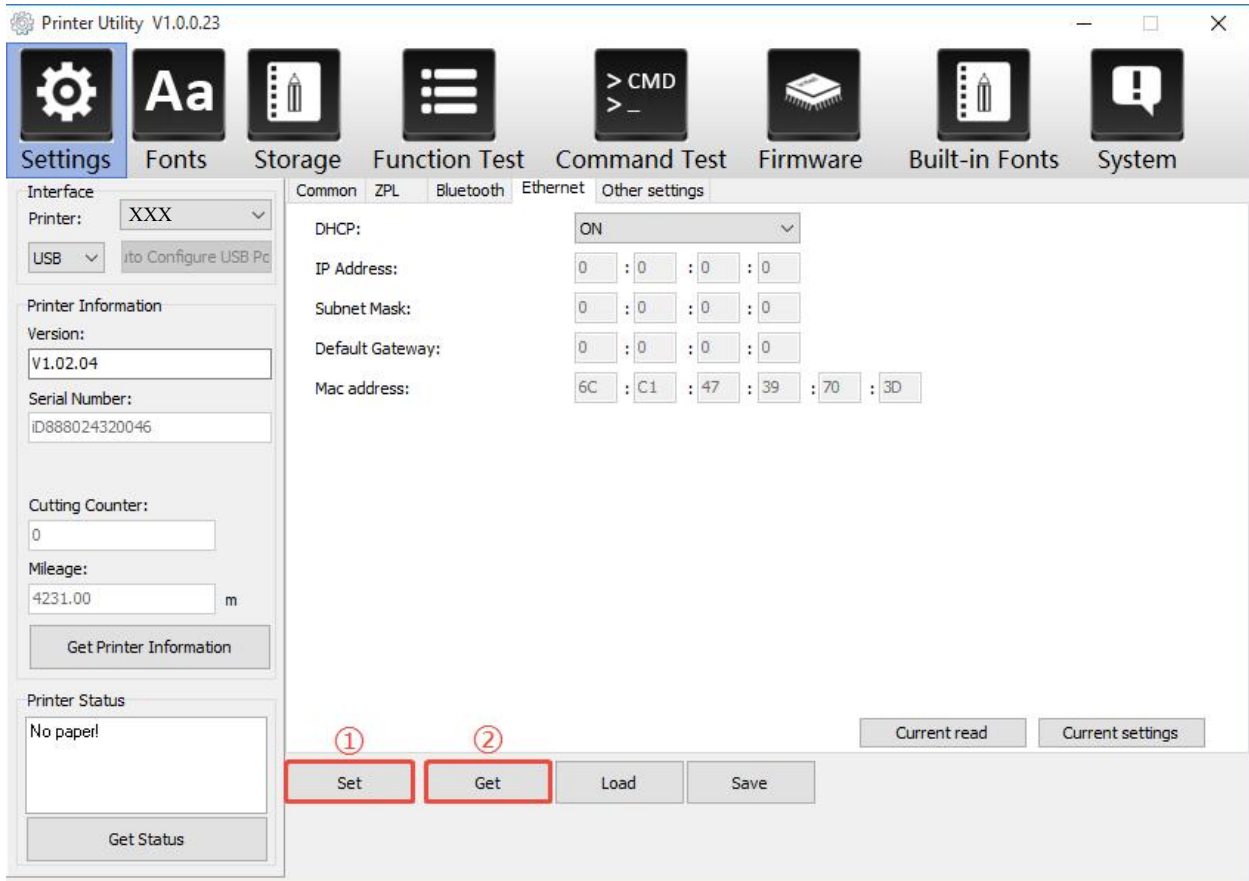 Printer Utility V1.0.0.23
Aa
> CMD
> _
Settings Fonts Storage Function Test Command Test Firmware Built-in Fonts System
Interface
Printer: XXX
USB
uto Configure USB Po
Common ZPL Bluetooth Ethernet Other settings
DHCP: ON
IP Address: 0 : 0 : 0 : 0
Subnet Mask: 0 : 0 : 0 : 0
Default Gateway: 0 : 0 : 0 : 0
Mac address: 6C : C1 : 47 : 39 : 70 : 3D
Printer Information
Version:
V1.02.04
Serial Number:
iD888024320046
Cutting Counter:
0
Mileage:
4231.00 m
Get Printer Information
Printer Status
No paper!
Get Status
Current read Current settings
① ②
Set Get Load Save